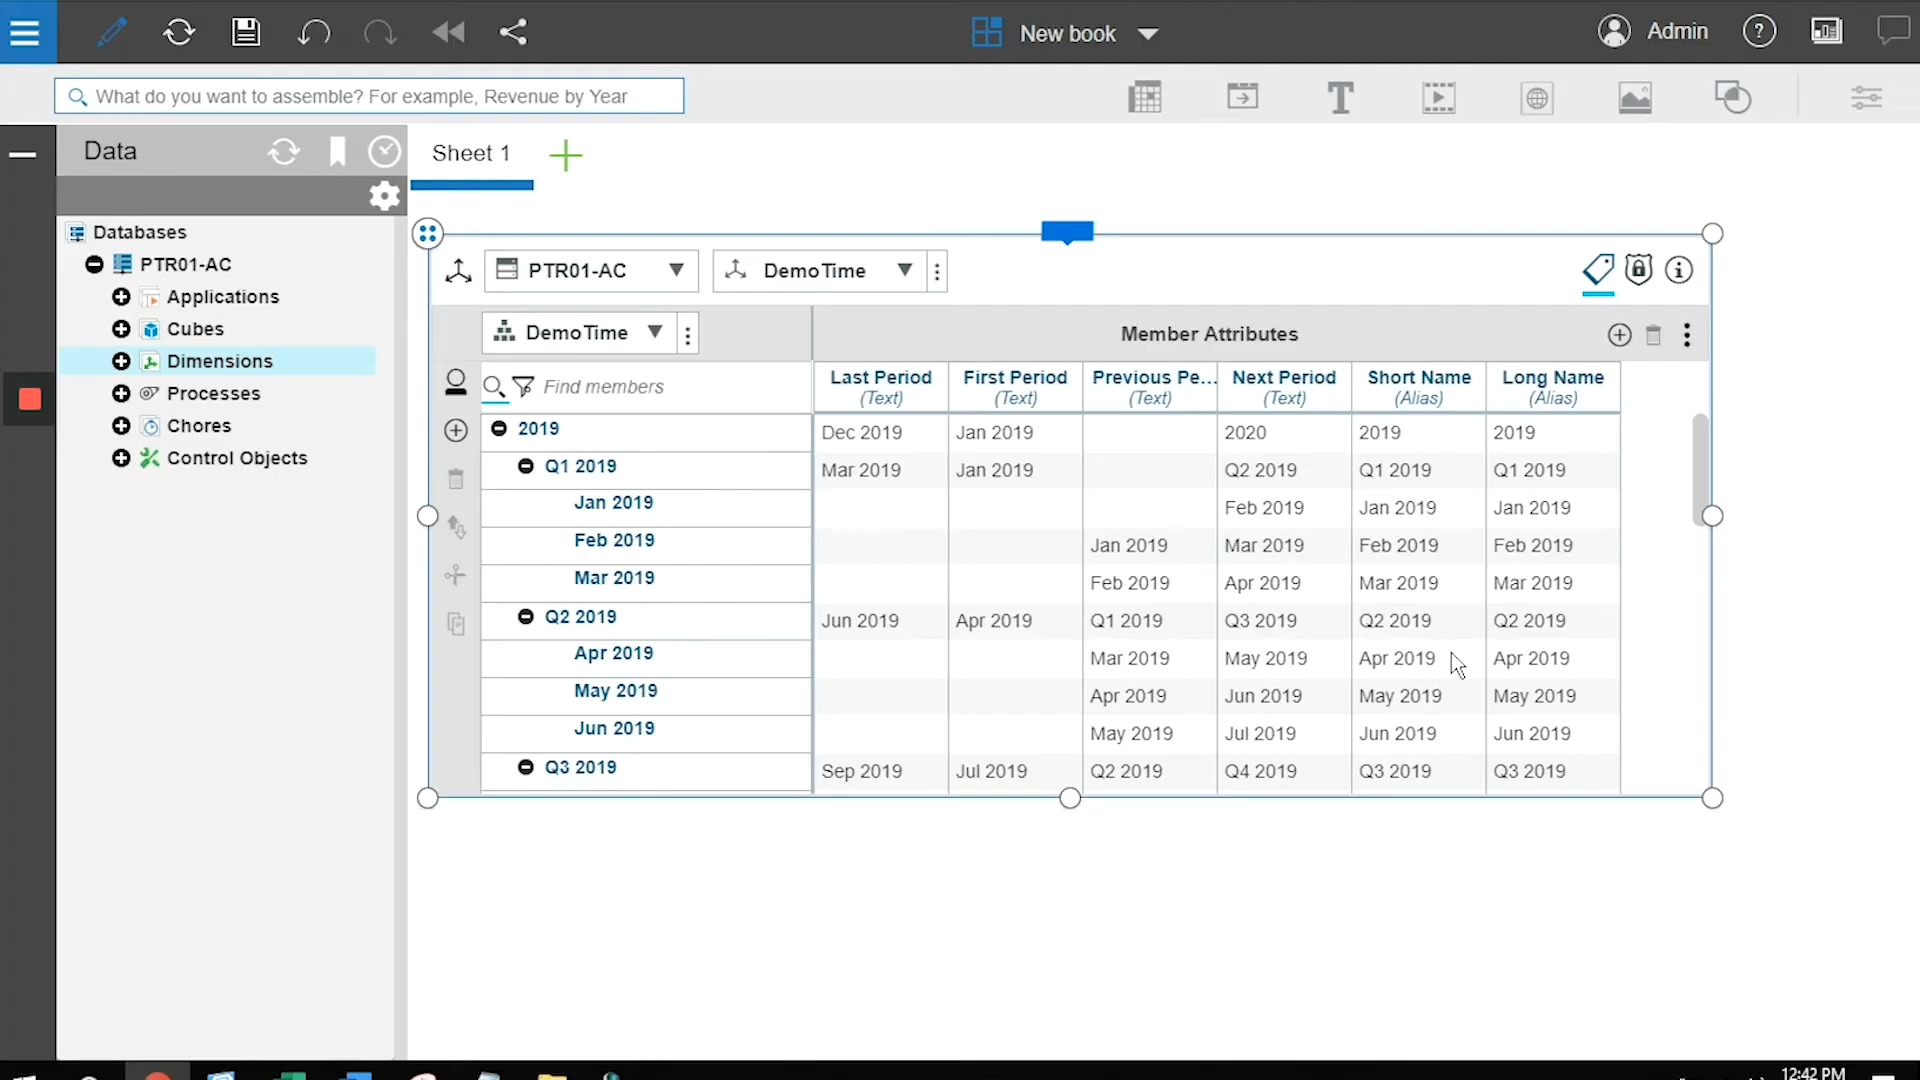 New book
Admin
What do you want to assemble? For example, Revenue by Year
Data
Sheet 1
Databases
PTR01-AC
Applications
Cubes
Dimensions
Processes
Chores
Control Objects
PTR01-AC
DemoTime
DemoTime
Member Attributes
Find members
Last Period (Text)
First Period (Text)
Previous Pe... (Text)
Next Period (Text)
Short Name (Alias)
Long Name (Alias)
2019 Dec 2019 Jan 2019 2020 2019 2019
Q1 2019 Mar 2019 Jan 2019 Q2 2019 Q1 2019 Q1 2019
Jan 2019 Feb 2019 Jan 2019 Jan 2019
Feb 2019 Jan 2019 Mar 2019 Feb 2019 Feb 2019
Mar 2019 Feb 2019 Apr 2019 Mar 2019 Mar 2019
Q2 2019 Jun 2019 Apr 2019 Q1 2019 Q3 2019 Q2 2019 Q2 2019
Apr 2019 Mar 2019 May 2019 Apr 2019 Apr 2019
May 2019 Apr 2019 Jun 2019 May 2019 May 2019
Jun 2019 May 2019 Jul 2019 Jun 2019 Jun 2019
Q3 2019 Sep 2019 Jul 2019 Q2 2019 Q4 2019 Q3 2019 Q3 2019
12:42 PM